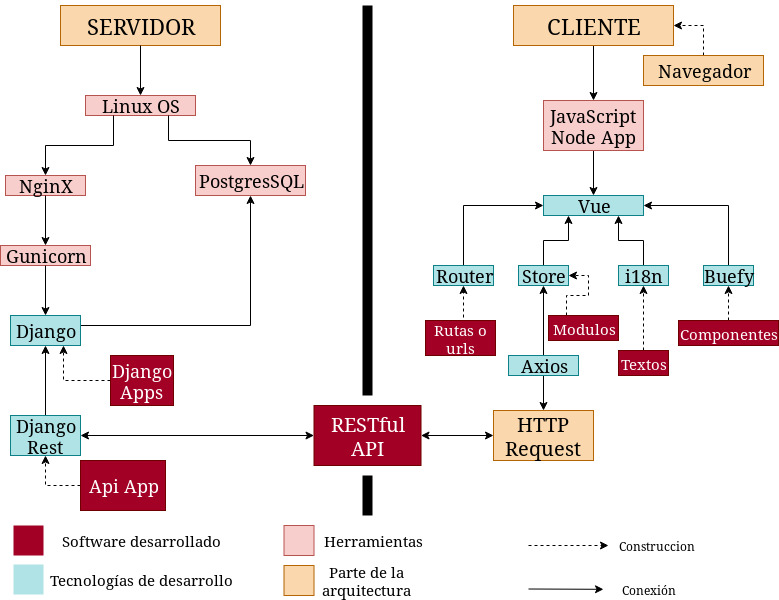 SERVIDOR
CLIENTE
Navegador
Linux OS
JavaScript
Node App
NginX
PostgresSQL
Vue
Gunicorn
Router
Store
i18n
Buefy
Django
Rutas o
urls
Modulos
Componentes
Django
Apps
Axios
Textos
RESTful
API
HTTP
Request
Django
Rest
Api App
Software desarrollado
Herramientas
Construccion
Tecnologías de desarrollo
Parte de la
arquitectura
Conexión